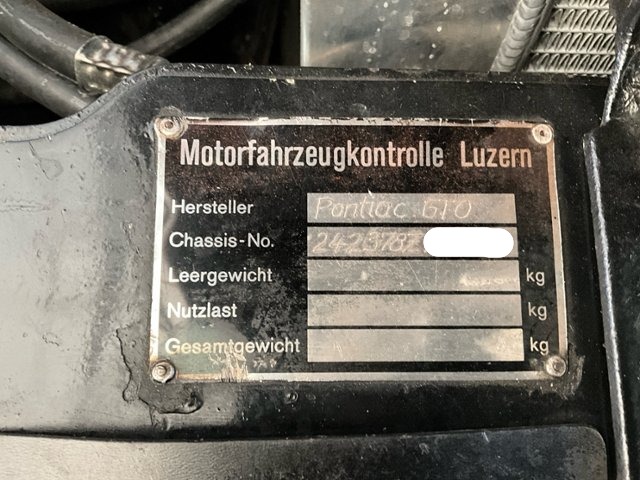 Motorfahrzeugkontrolle Luzern
Hersteller Pontiac GTO
Chassis-No. 242378Z
Leergewicht kg
Nutzlast kg
Gesamtgewicht kg